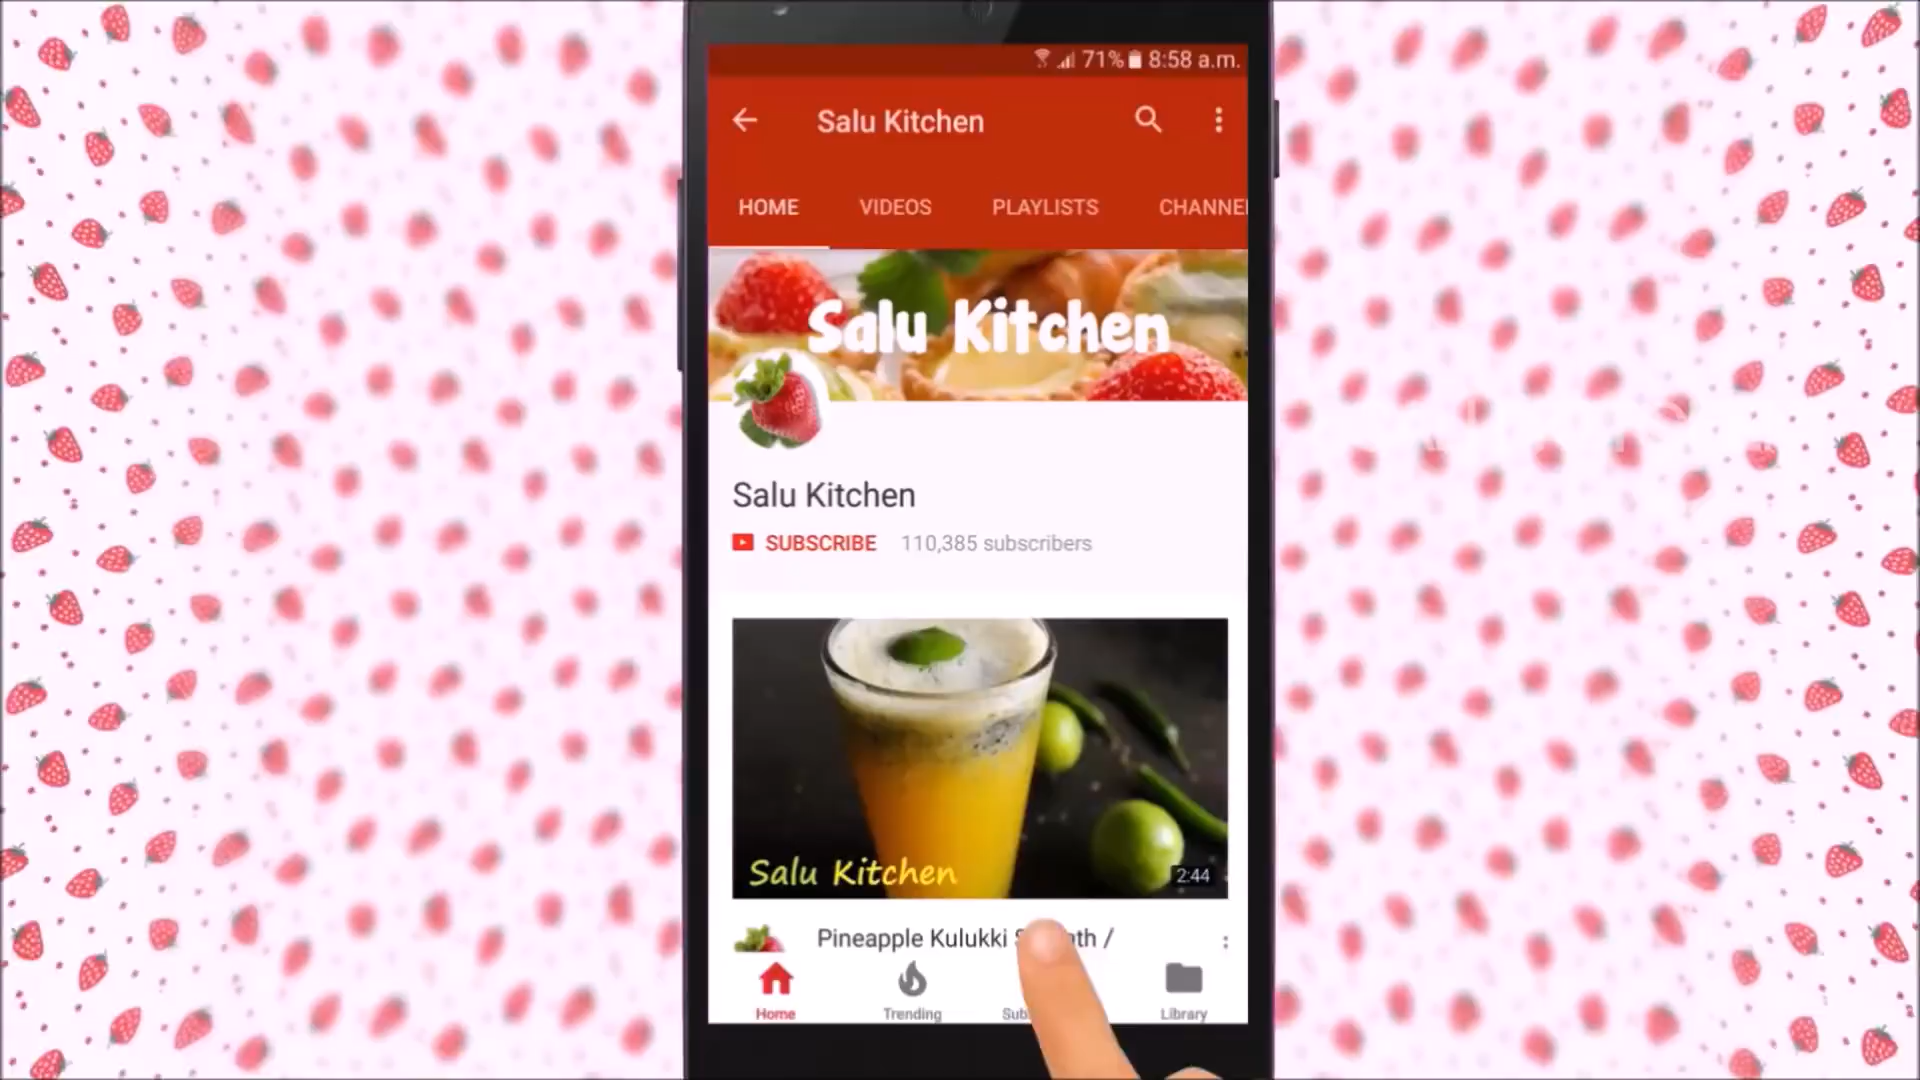 71% 8:58 a.m.
Salu Kitchen
HOME VIDEOS PLAYLISTS CHANNE
Salu Kitchen
Salu Kitchen
SUBSCRIBE 110,385 subscribers
Salu Kitchen
2:44
Pineapple Kulukki /
Home Trending Library